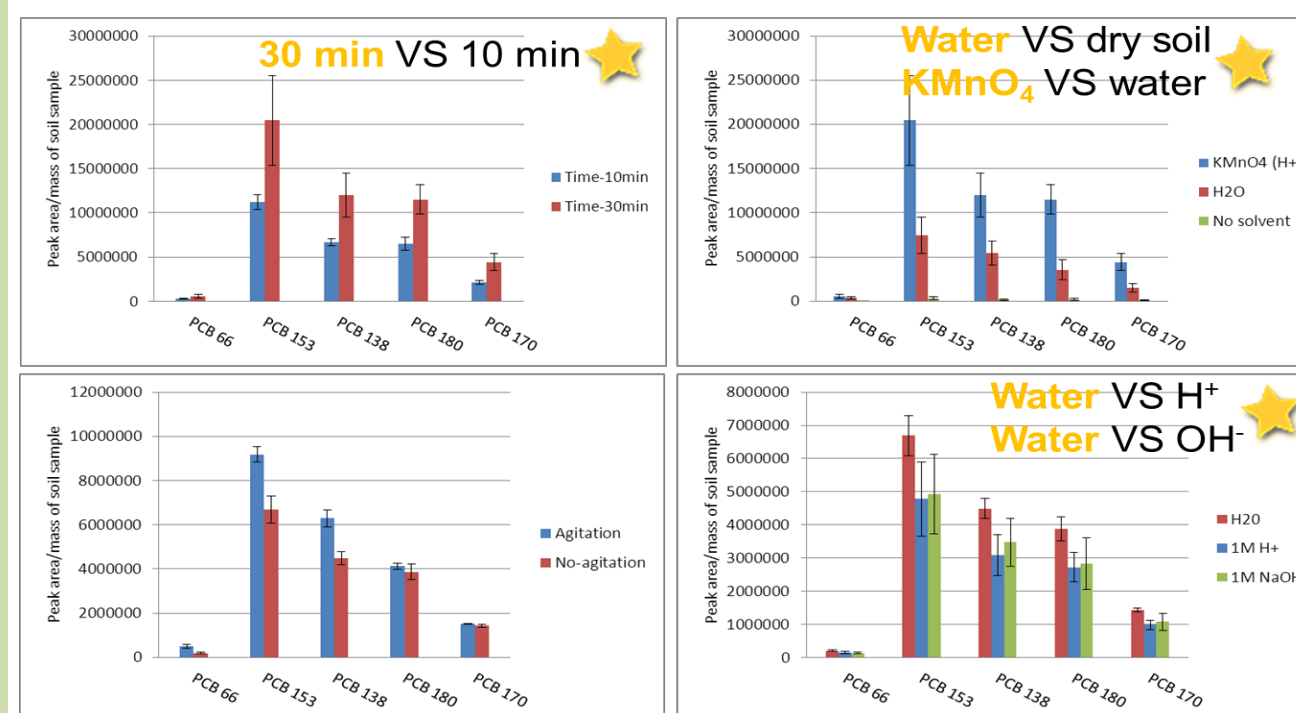 30 min VS 10 min
Peak area/mass of soil sample
30000000
25000000
20000000
15000000
10000000
5000000
0
PCB 66
PCB 153
PCB 138
PCB 180
PCB 170
Time-10min
Time-30min
Water VS dry soil
KMnO4 VS water
Peak area/mass of soil sample
30000000
25000000
20000000
15000000
10000000
5000000
0
PCB 66
PCB 153
PCB 138
PCB 180
PCB 170
KMnO4 (H+
H2O
No solvent
Peak area/mass of soil sample
12000000
10000000
8000000
6000000
4000000
2000000
0
PCB 66
PCB 153
PCB 138
PCB 180
PCB 170
Agitation
No-agitation
Water VS H+
Water VS OH-
Peak area/mass of soil sample
8000000
7000000
6000000
5000000
4000000
3000000
2000000
1000000
0
PCB 66
PCB 153
PCB 138
PCB 180
PCB 170
H20
1M H+
1M NaOH